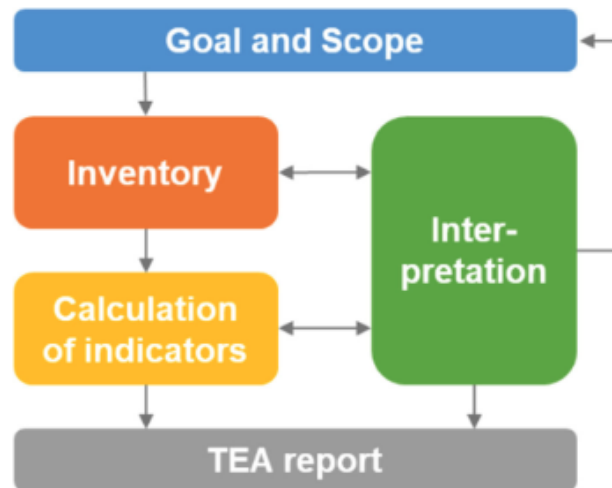 Goal and Scope
Inventory
Inter-
pretation
Calculation
of indicators
TEA report